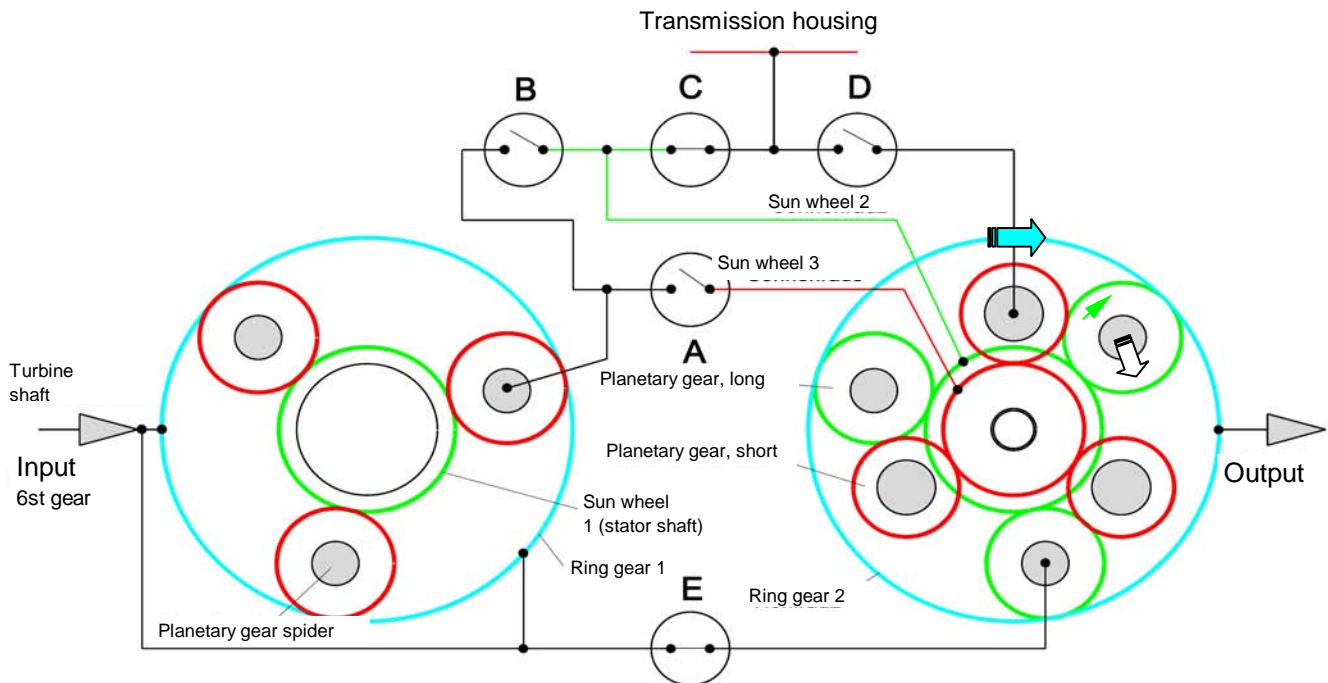 Transmission housing
B
C
D
Sun wheel 2
Sun wheel 3
A
Turbine
shaft
Input
6st gear
Planetary gear, long
Planetary gear, short
Output
Sun wheel
1 (stator shaft)
Ring gear 1
E
Ring gear 2
Planetary gear spider